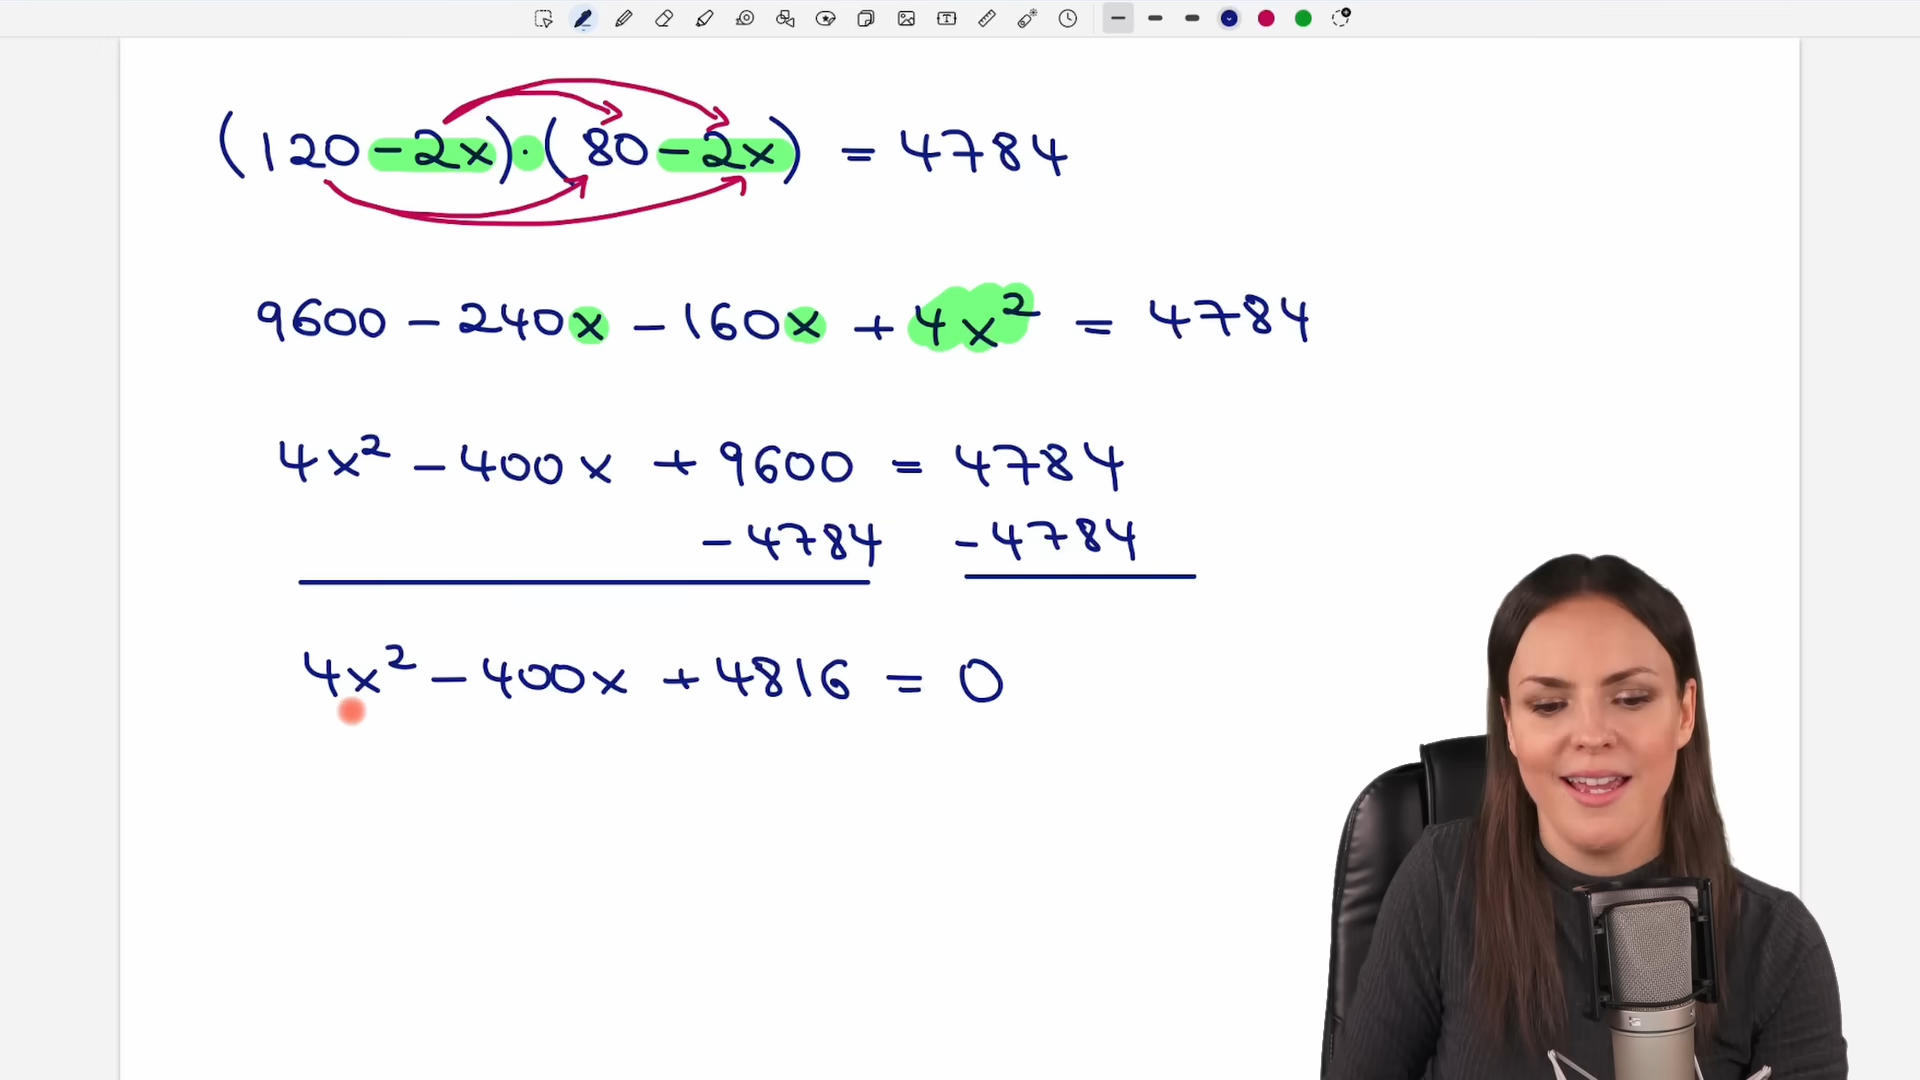 (120 - 2x) · (80 - 2x) = 4784
9600 - 240x - 160x + 4x² = 4784
4x² - 400x + 9600 = 4784
- 4784 - 4784
4x² - 400x + 4816 = 0